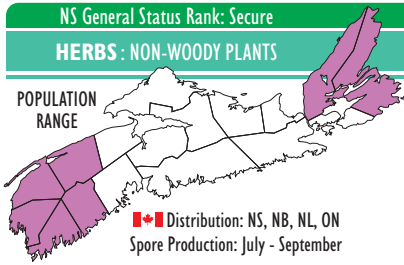 NS General Status Rank: Secure
HERBS : NON-WOODY PLANTS
POPULATION
RANGE
Distribution: NS, NB, NL, ON
Spore Production: July - September